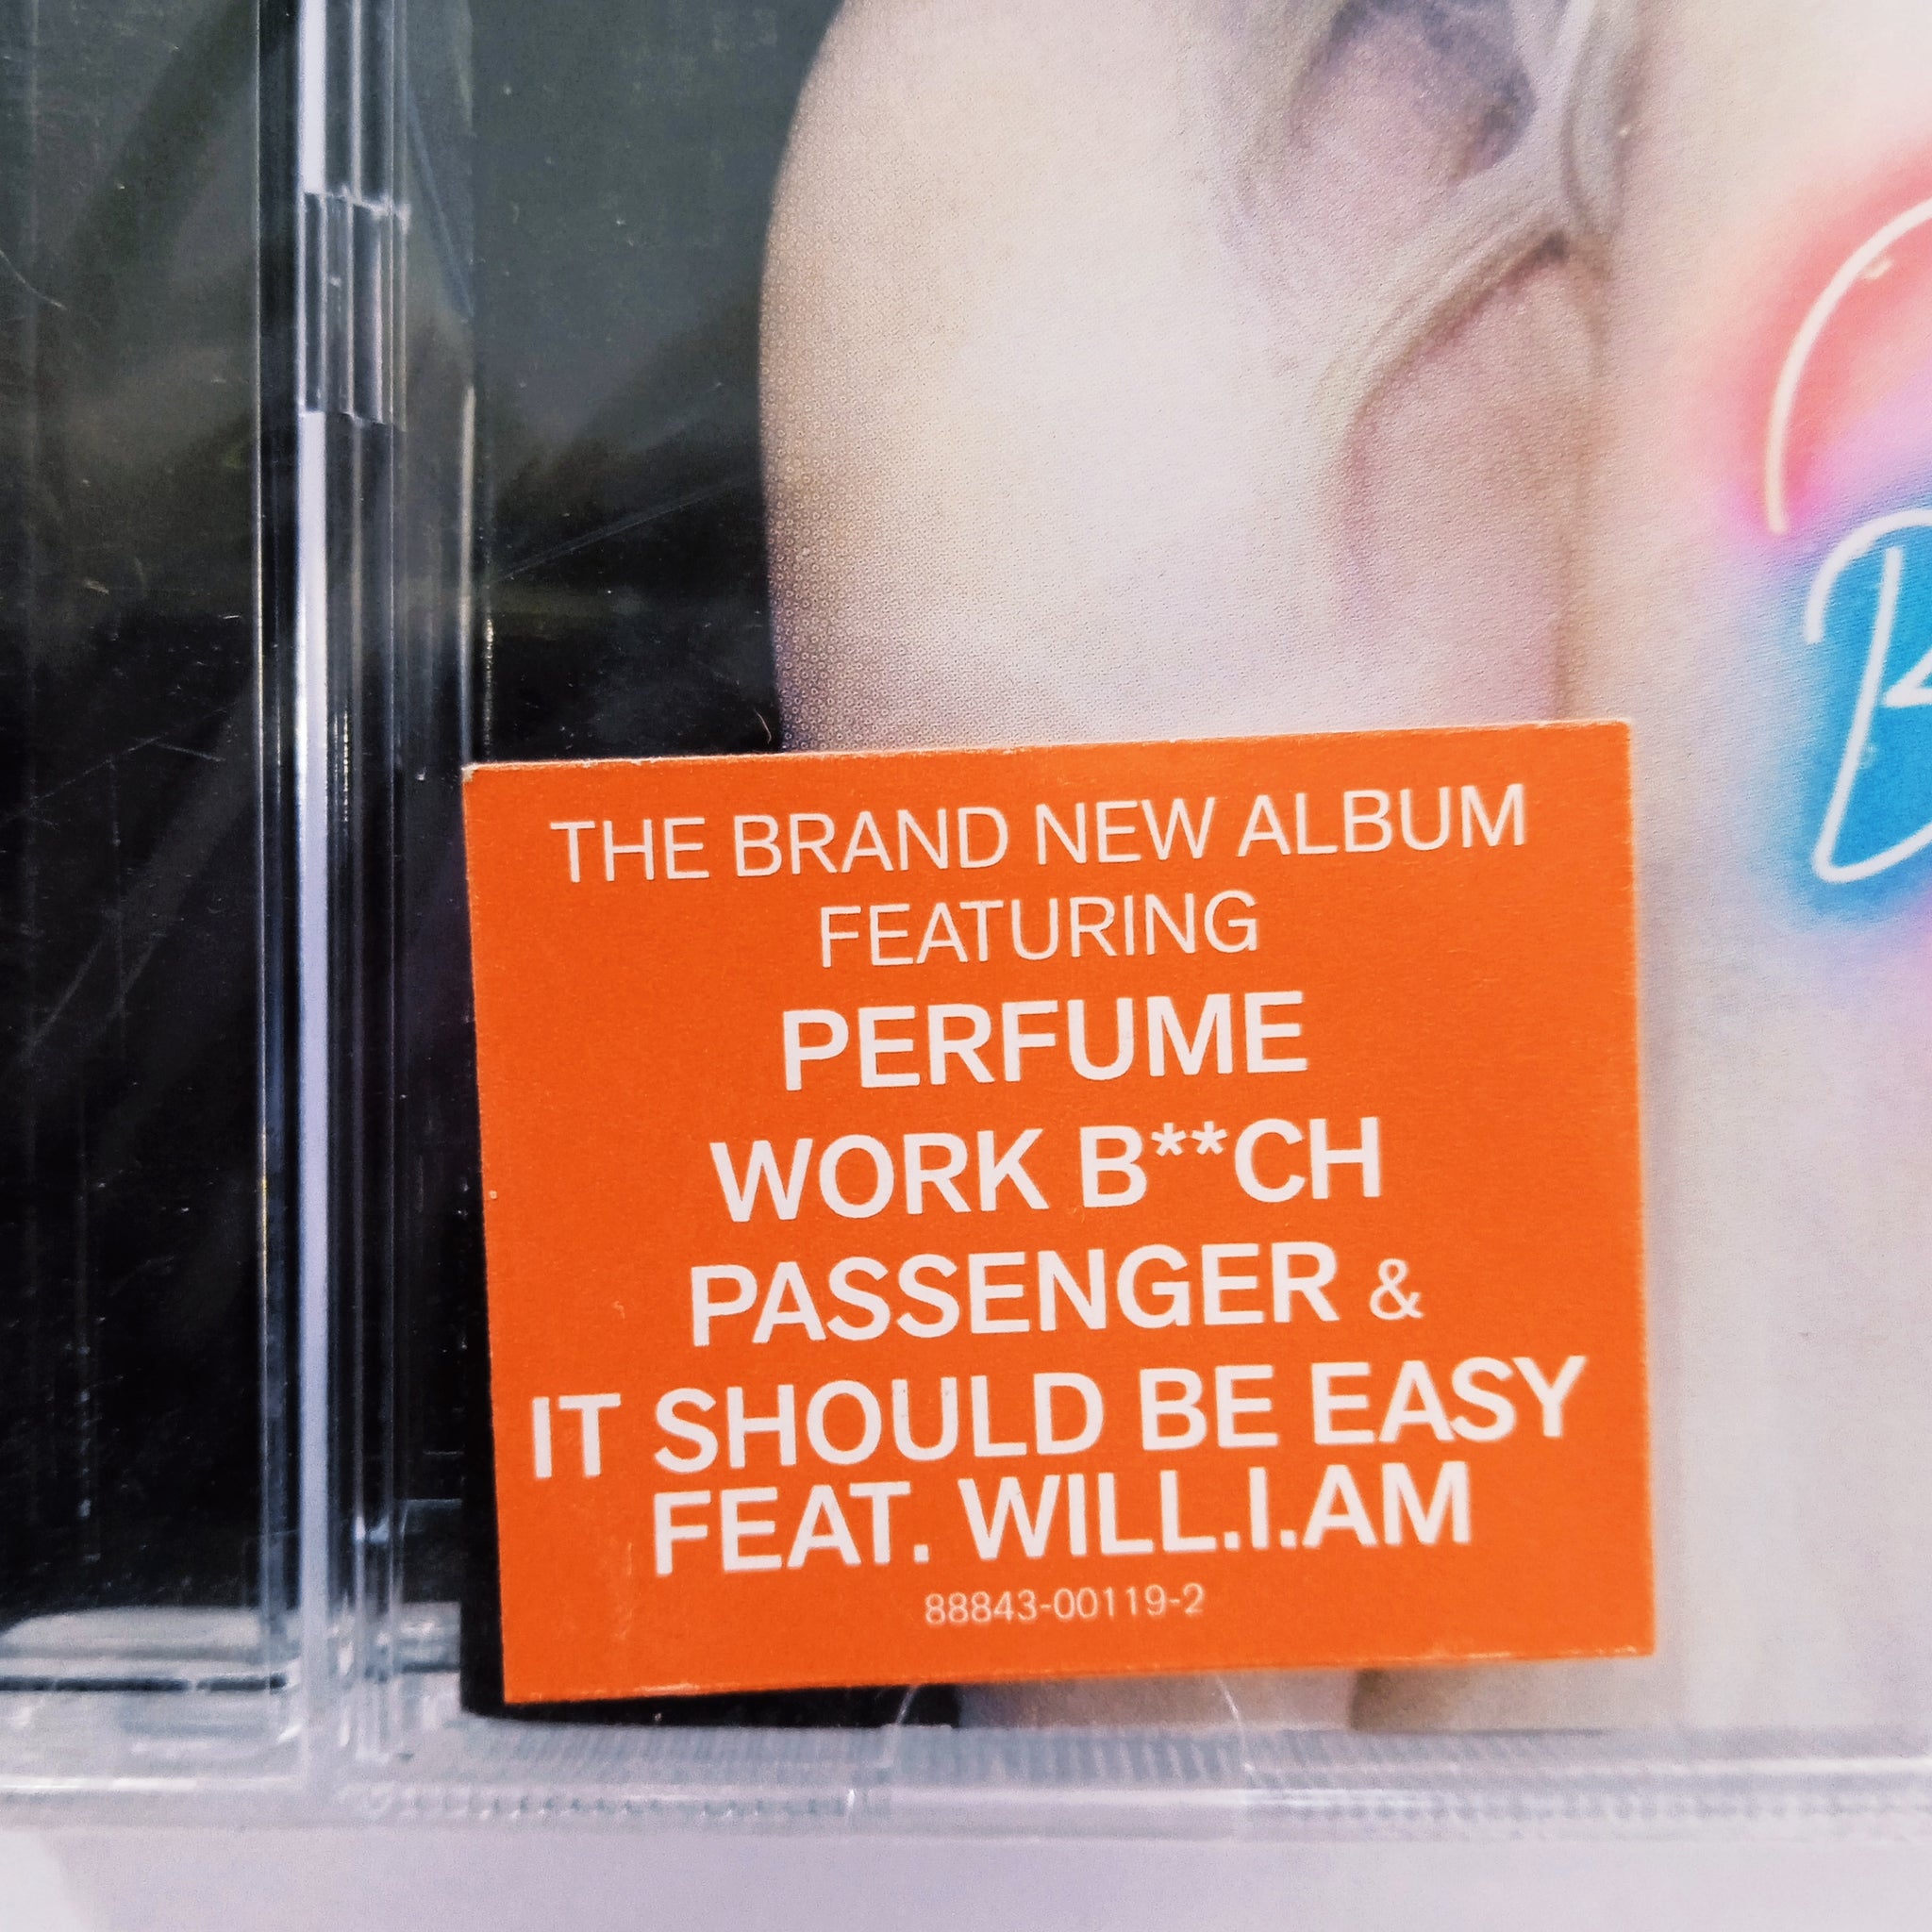 THE BRAND NEW ALBUM
FEATURING
PERFUME
WORK B**CH
PASSENGER &
IT SHOULD BE EASY
FEAT. WILL.I.AM
88843-00119-2
B